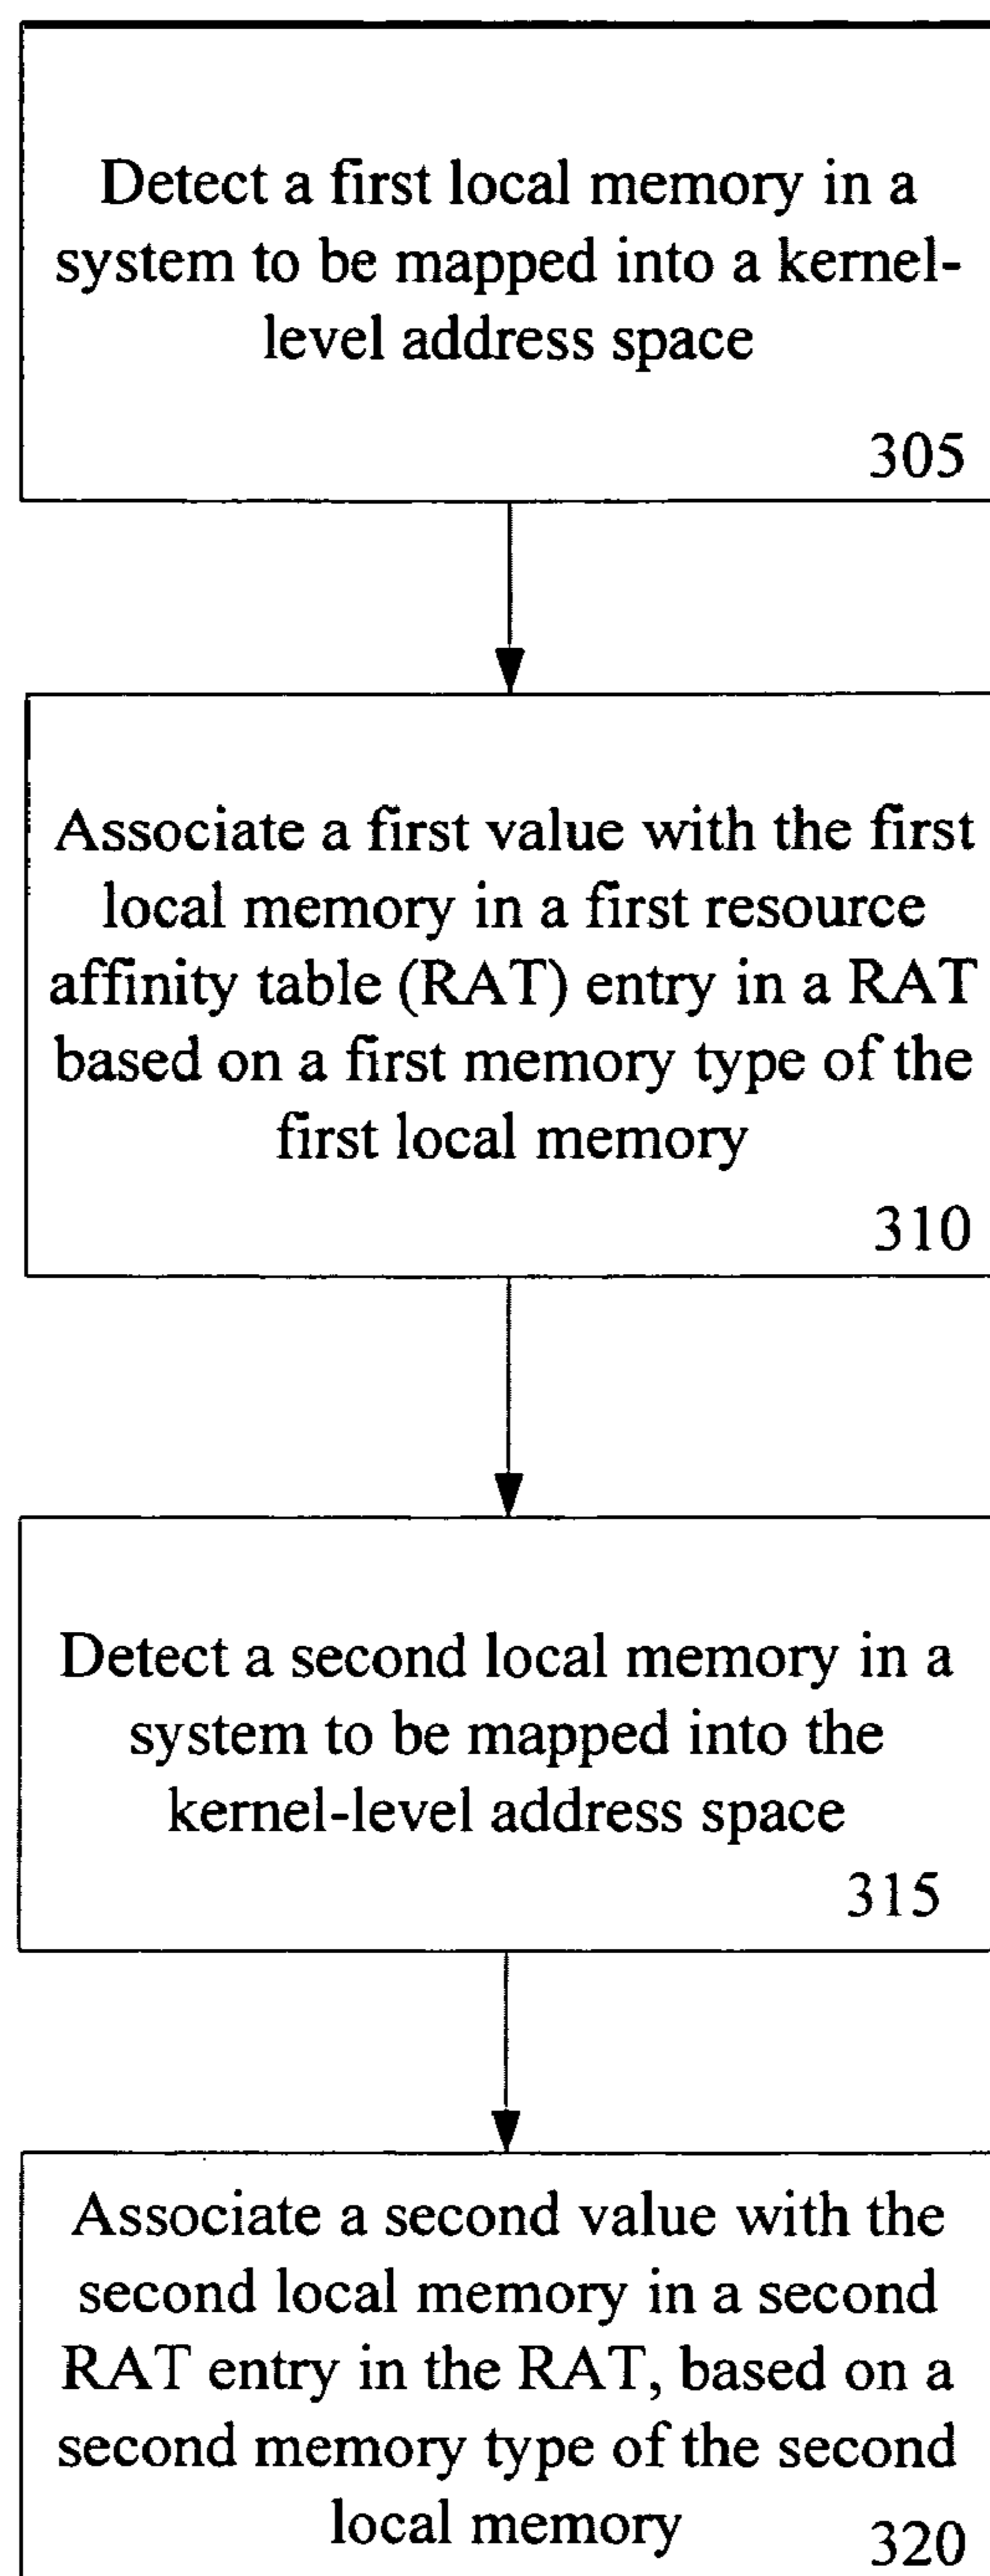 Detect a first local memory in a
system to be mapped into a kernel-
level address space
305
Associate a first value with the first
local memory in a first resource
affinity table (RAT) entry in a RAT
based on a first memory type of the
first local memory
310
Detect a second local memory in a
system to be mapped into the
kernel-level address space
315
Associate a second value with the
second local memory in a second
RAT entry in the RAT, based on a
second memory type of the second
local memory
320